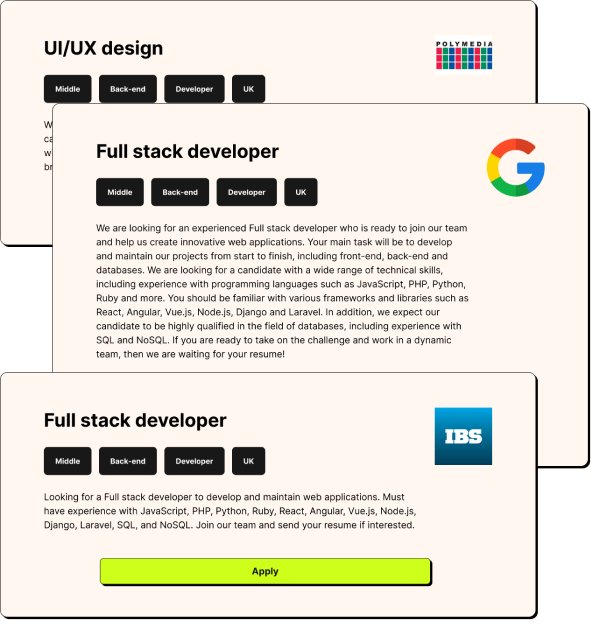 UI/UX design
POLYMEDIA
Middle
Back-end
Developer
UK
Full stack developer
Middle
Back-end
Developer
UK
We are looking for an experienced Full stack developer who is ready to join our team
and help us create innovative web applications. Your main task will be to develop
and maintain our projects from start to finish, including front-end, back-end and
databases. We are looking for a candidate with a wide range of technical skills,
including experience with programming languages such as JavaScript, PHP, Python,
Ruby and more. You should be familiar with various frameworks and libraries such as
React, Angular, Vue.js, Node.js, Django and Laravel. In addition, we expect our
candidate to be highly qualified in the field of databases, including experience with
SQL and NoSQL. If you are ready to take on the challenge and work in a dynamic
team, then we are waiting for your resume!
Full stack developer
IBS
Middle
Back-end
Developer
UK
Looking for a Full stack developer to develop and maintain web applications. Must
have experience with JavaScript, PHP, Python, Ruby, React, Angular, Vue.js, Node.js,
Django, Laravel, SQL, and NoSQL. Join our team and send your resume if interested.
Apply